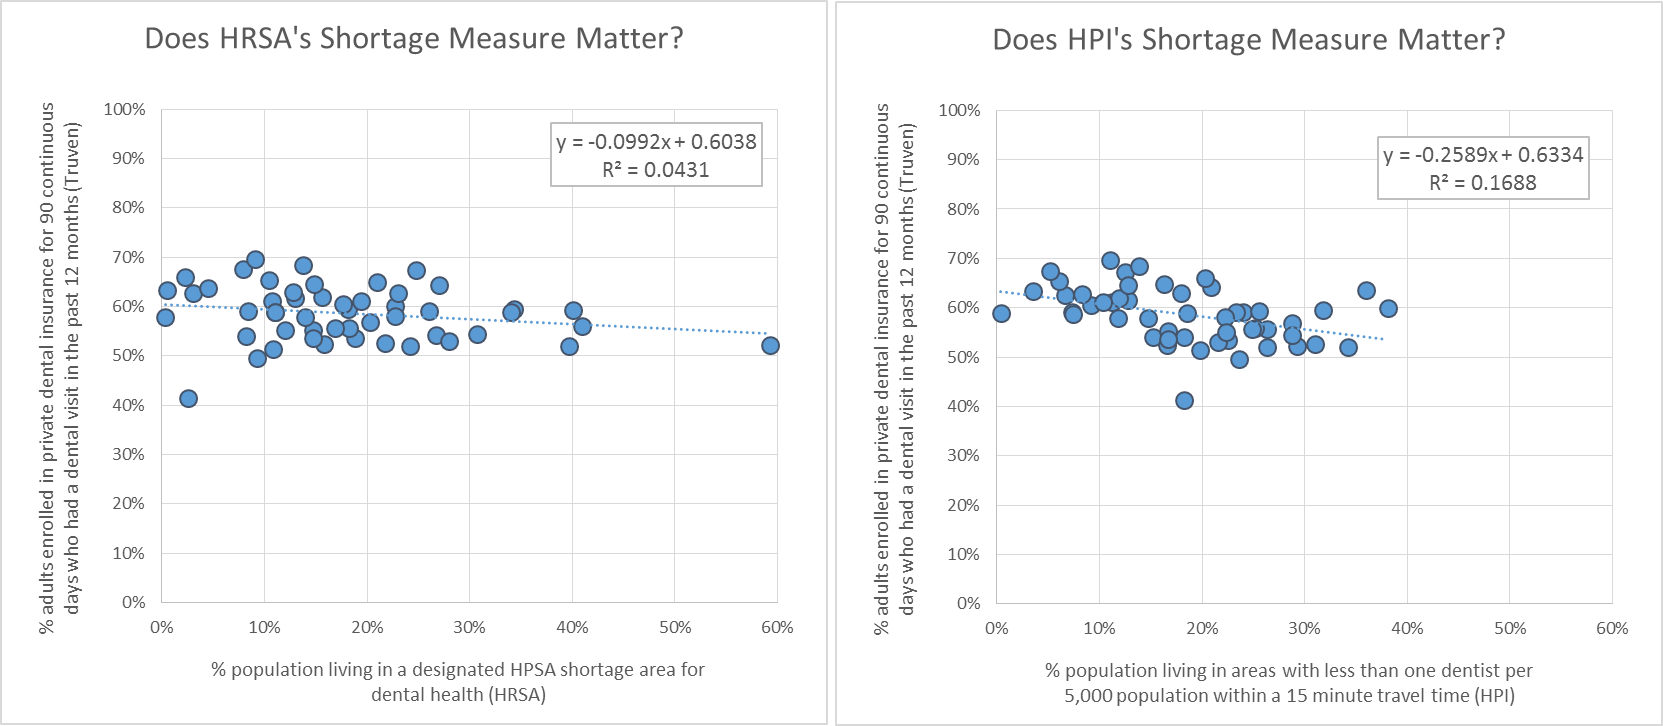 Does HRSA's Shortage Measure Matter?
% adults enrolled in private dental insurance for 90 continuous
days who had a dental visit in the past 12 months (Truven)
100%
90%
80%
70%
60%
50%
40%
30%
20%
10%
0%
y = -0.0992x + 0.6038
R² = 0.0431
0% 10% 20% 30% 40% 50% 60%
% population living in a designated HPSA shortage area for
dental health (HRSA)
Does HPI's Shortage Measure Matter?
% adults enrolled in private dental insurance for 90 continuous
days who had a dental visit in the past 12 months (Truven)
100%
90%
80%
70%
60%
50%
40%
30%
20%
10%
0%
y = -0.2589x + 0.6334
R² = 0.1688
0% 10% 20% 30% 40% 50% 60%
% population living in areas with less than one dentist per
5,000 population within a 15 minute travel time (HPI)